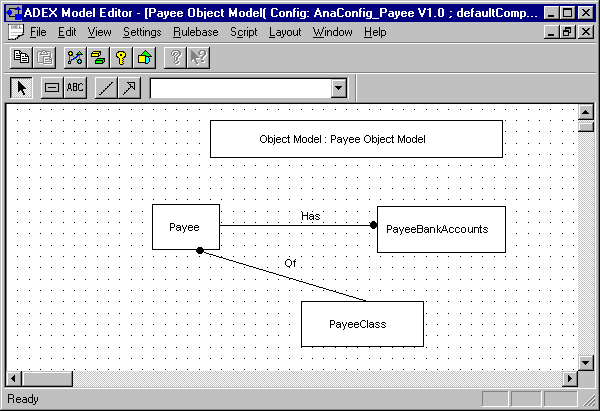 ADEX Model Editor - [Payee Object Model( Config: AnaConfig_Payee V1.0 ; defaultComp...
File Edit View Settings Rulebase Script Layout Window Help
ABC
Object Model : Payee Object Model
Has
Payee
PayeeBankAccounts
Of
PayeeClass
Ready